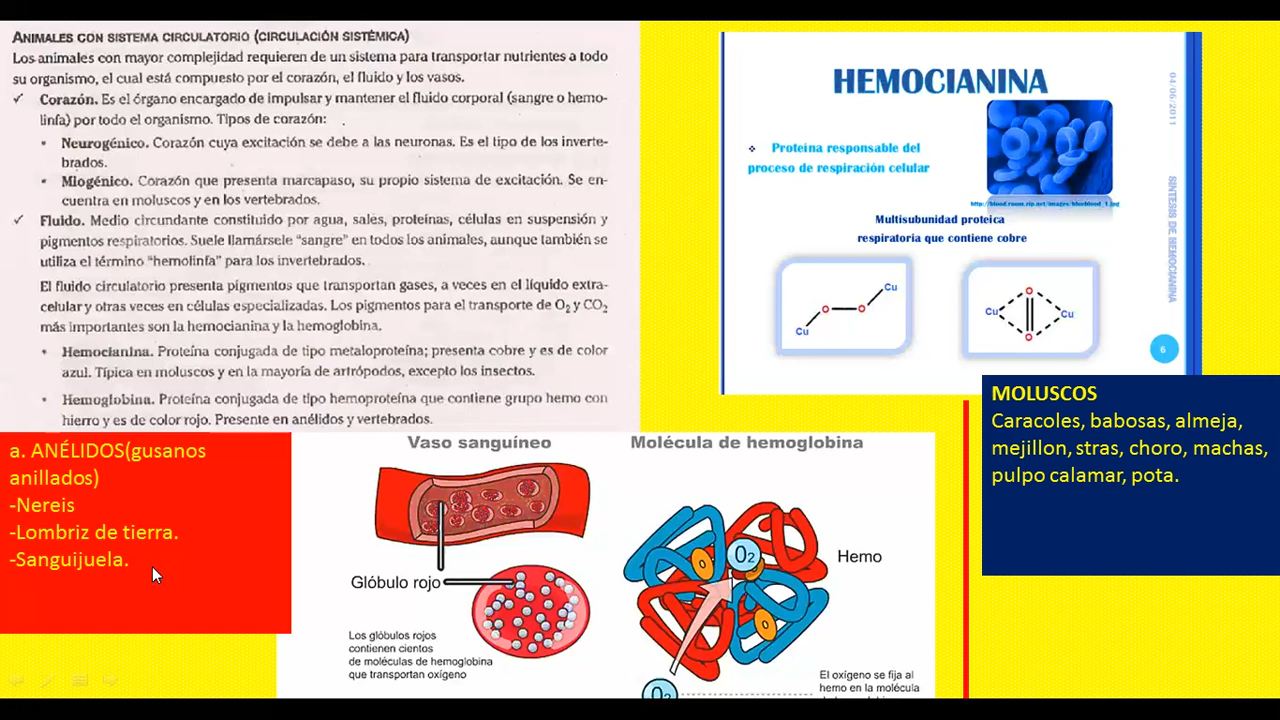 ANIMALES CON SISTEMA CIRCULATORIO (CIRCULACIÓN SISTÉMICA)
Los animales con mayor complejidad requieren de un sistema para transportar nutrientes a todo
su organismo, el cual está compuesto por el corazón, el fluido y los vasos.
✓ Corazón. Es el órgano encargado de impulsar y mantener el fluido corporal (sangre o hemo-
linfa) por todo el organismo. Tipos de corazón:
• Neurogénico. Corazón cuya excitación se debe a las neuronas. Es el tipo de los inverte-
brados.
• Miogénico. Corazón que presenta marcapaso, su propio sistema de excitación. Se en-
cuentra en moluscos y en los vertebrados.
✓ Fluido. Medio circundante constituido por agua, sales, proteínas, células en suspensión y
pigmentos respiratorios. Suele llamársele "sangre" en todos los animales, aunque también se
utiliza el término "hemolinfa" para los invertebrados.
El fluido circulatorio presenta pigmentos que transportan gases, a veces en el líquido extra-
celular y otras veces en células especializadas. Los pigmentos para el transporte de O₂ y CO₂
más importantes son la hemocianina y la hemoglobina.
• Hemocianina. Proteína conjugada de tipo metaloproteína; presenta cobre y es de color
azul. Típica en moluscos y en la mayoría de artrópodos, excepto los insectos.
• Hemoglobina. Proteína conjugada de tipo hemoproteína que contiene grupo hemo con
hierro y es de color rojo. Presente en anélidos y vertebrados.
HEMOCIANINA
Proteína responsable del
proceso de respiración celular
http://blood.room.zip.net/images/blueblood_1.jpg
Multisubunidad proteica
respiratoria que contiene cobre
Cu O O Cu
Cu O O Cu
04/06/2011
SINTESIS DE HEMOCIANINA
6
a. ANÉLIDOS(gusanos
anillados)
-Nereis
-Lombriz de tierra.
-Sanguijuela.
Vaso sanguíneo
Glóbulo rojo
Los glóbulos rojos
contienen cientos
de moléculas de hemoglobina
que transportan oxígeno
Molécula de hemoglobina
O₂
Hemo
O₂
El oxígeno se fija al
hemo en la molécula
MOLUSCOS
Caracoles, babosas, almeja,
mejillon, stras, choro, machas,
pulpo calamar, pota.